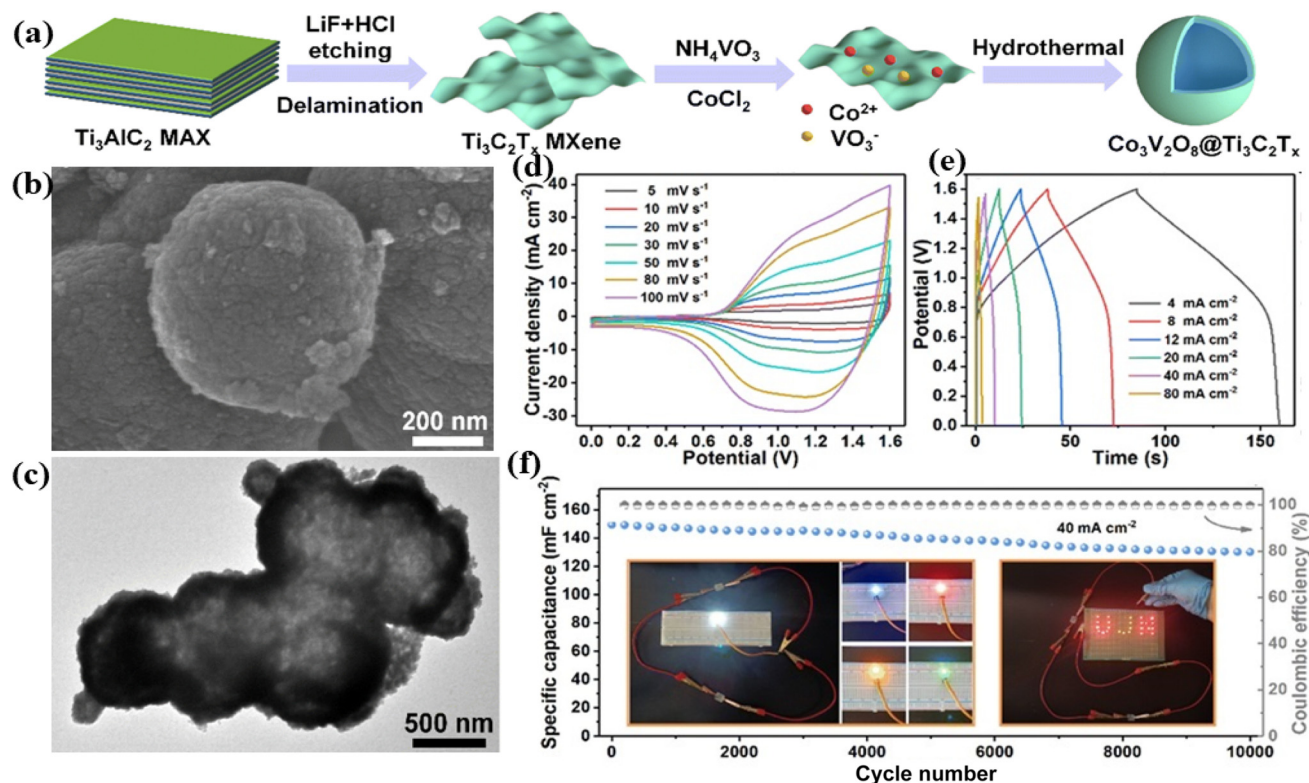 (a)
LiF+HCl
etching
Delamination
NH₄VO₃
CoCl₂
Hydrothermal
Co²⁺
VO₃⁻
Ti₃AlC₂ MAX
Ti₃C₂Tₓ MXene
Co₃V₂O₈@Ti₃C₂Tₓ
(b)
200 nm
(c)
500 nm
(d)
Current density (mA cm⁻²)
40
30
20
10
0
-10
-20
-30
5 mV s⁻¹
10 mV s⁻¹
20 mV s⁻¹
30 mV s⁻¹
50 mV s⁻¹
80 mV s⁻¹
100 mV s⁻¹
0.0 0.2 0.4 0.6 0.8 1.0 1.2 1.4 1.6
Potential (V)
(e)
Potential (V)
1.8
1.6
1.4
1.2
1.0
0.8
0.6
0.4
0.2
0.0
4 mA cm⁻²
8 mA cm⁻²
12 mA cm⁻²
20 mA cm⁻²
40 mA cm⁻²
80 mA cm⁻²
0 50 100 150
Time (s)
(f)
Specific capacitance (mF cm⁻²)
160
140
120
100
80
60
40
20
0
40 mA cm⁻²
UJN
100
80
60
40
20
0
Coulombic efficiency (%)
0 2000 4000 6000 8000 10000
Cycle number